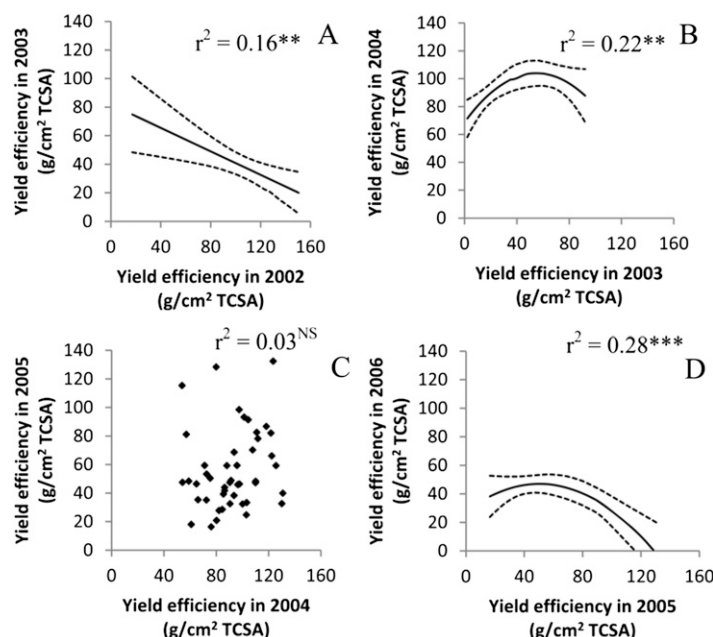 r² = 0.16**
A
Yield efficiency in 2003
(g/cm² TCSA)
140
120
100
80
60
40
20
0
0 40 80 120 160
Yield efficiency in 2002
(g/cm² TCSA)
r² = 0.22**
B
Yield efficiency in 2004
(g/cm² TCSA)
140
120
100
80
60
40
20
0
0 40 80 120 160
Yield efficiency in 2003
(g/cm² TCSA)
r² = 0.03ᴺˢ
C
Yield efficiency in 2005
(g/cm² TCSA)
140
120
100
80
60
40
20
0
0 40 80 120 160
Yield efficiency in 2004
(g/cm² TCSA)
r² = 0.28***
D
Yield efficiency in 2006
(g/cm² TCSA)
140
120
100
80
60
40
20
0
0 40 80 120 160
Yield efficiency in 2005
(g/cm² TCSA)